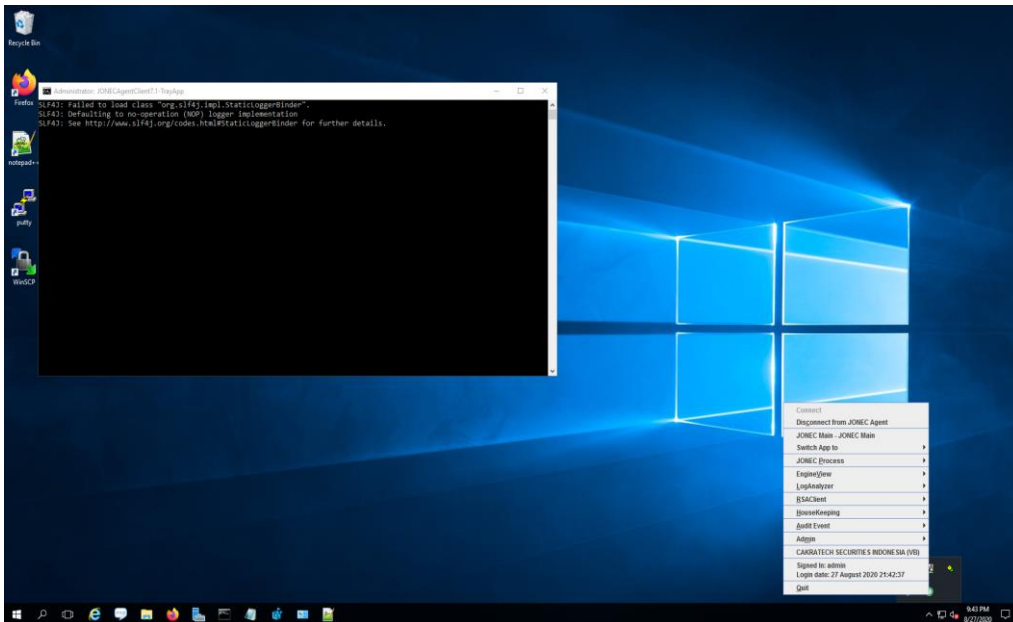 Recycle Bin
Firefox
notepad++
putty
WinSCP
Administrator: JONECAgentClient7.1-TrayApp
SLF4J: Failed to load class "org.slf4j.impl.StaticLoggerBinder".
SLF4J: Defaulting to no-operation (NOP) logger implementation
SLF4J: See http://www.slf4j.org/codes.html#StaticLoggerBinder for further details.
Connect
Disconnect from JONEC Agent
JONEC Main - JONEC Main
Switch App to
JONEC Process
EngineView
LogAnalyzer
RSAClient
HouseKeeping
Audit Event
Admin
CAKRATECH SECURITIES INDONESIA (VB)
Signed In: admin
Login date: 27 August 2020 21:42:37
Quit
9:43 PM
8/27/2020